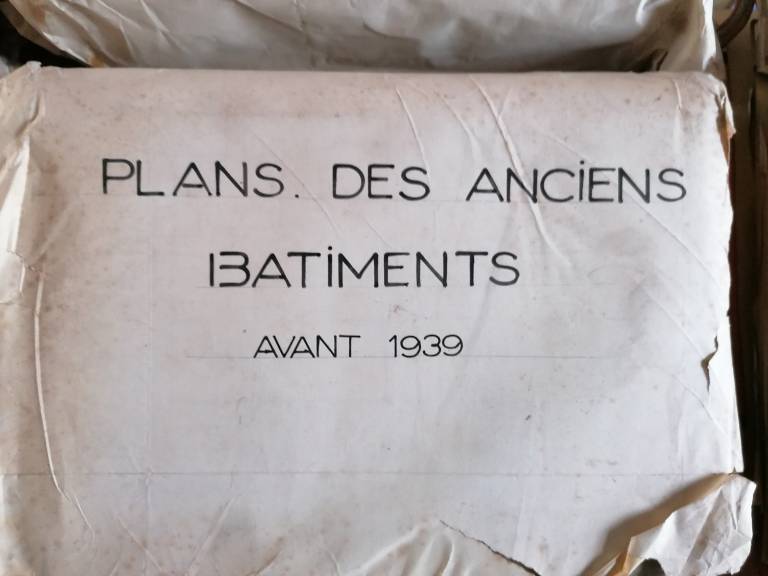 PLANS. DES ANCiENS
BATiMENTS
AVANT 1939